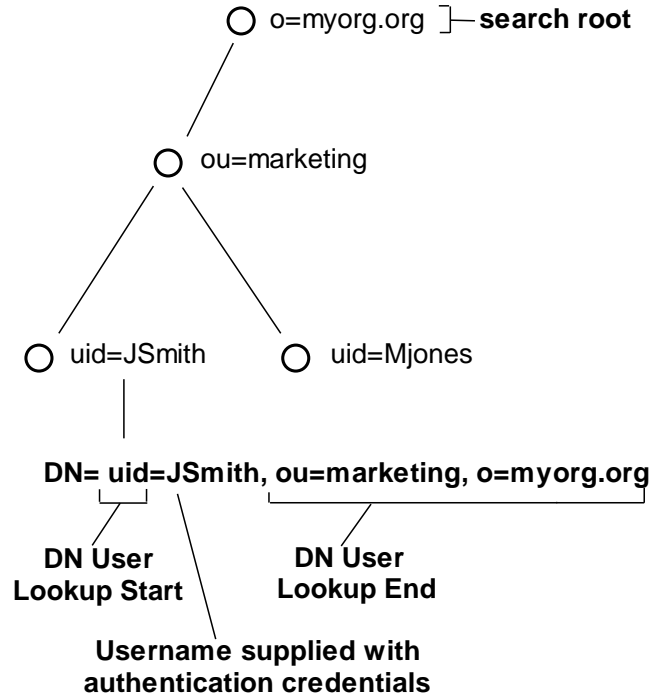 o=myorg.org search root
ou=marketing
uid=JSmith uid=Mjones
DN= uid=JSmith, ou=marketing, o=myorg.org
DN User
Lookup Start
DN User
Lookup End
Username supplied with
authentication credentials